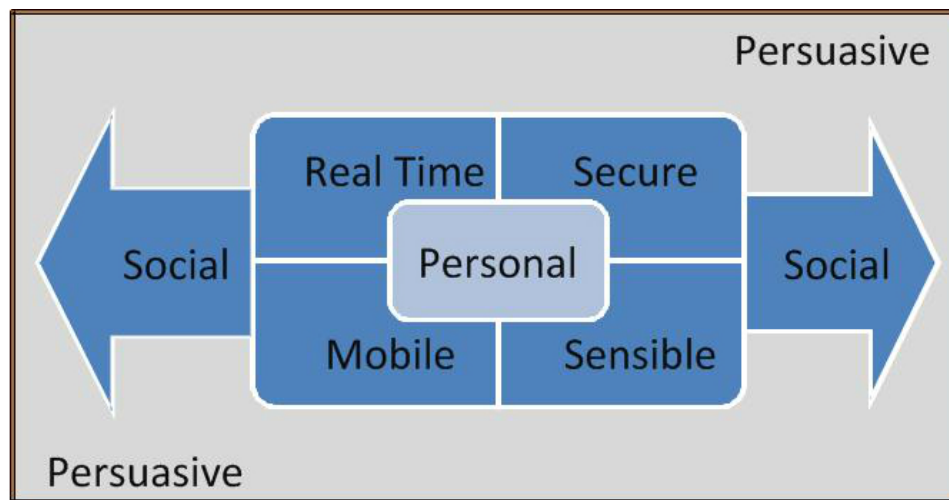 Persuasive
Real Time
Secure
Social
Personal
Social
Mobile
Sensible
Persuasive